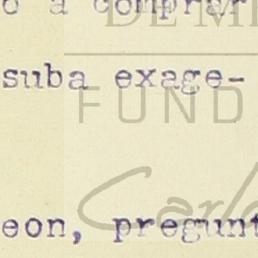 o a comprar
suba exage-
eon, pregunt
DEM
FUND
Carl